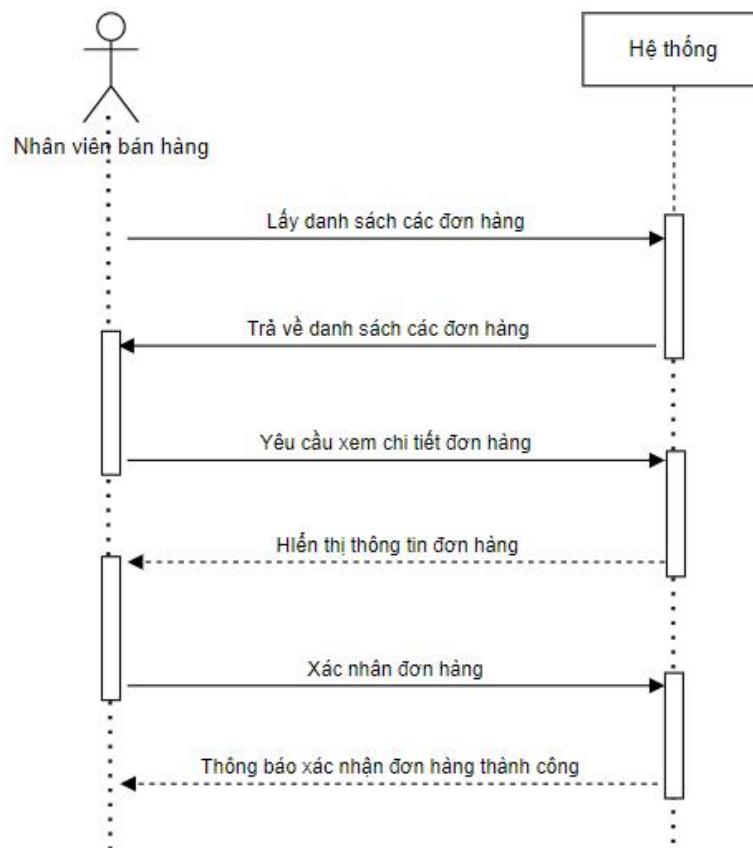 Hệ thống
Nhân viên bán hàng
Lấy danh sách các đơn hàng
Trả về danh sách các đơn hàng
Yêu cầu xem chi tiết đơn hàng
HIển thị thông tin đơn hàng
Xác nhân đơn hàng
Thông báo xác nhận đơn hàng thành công